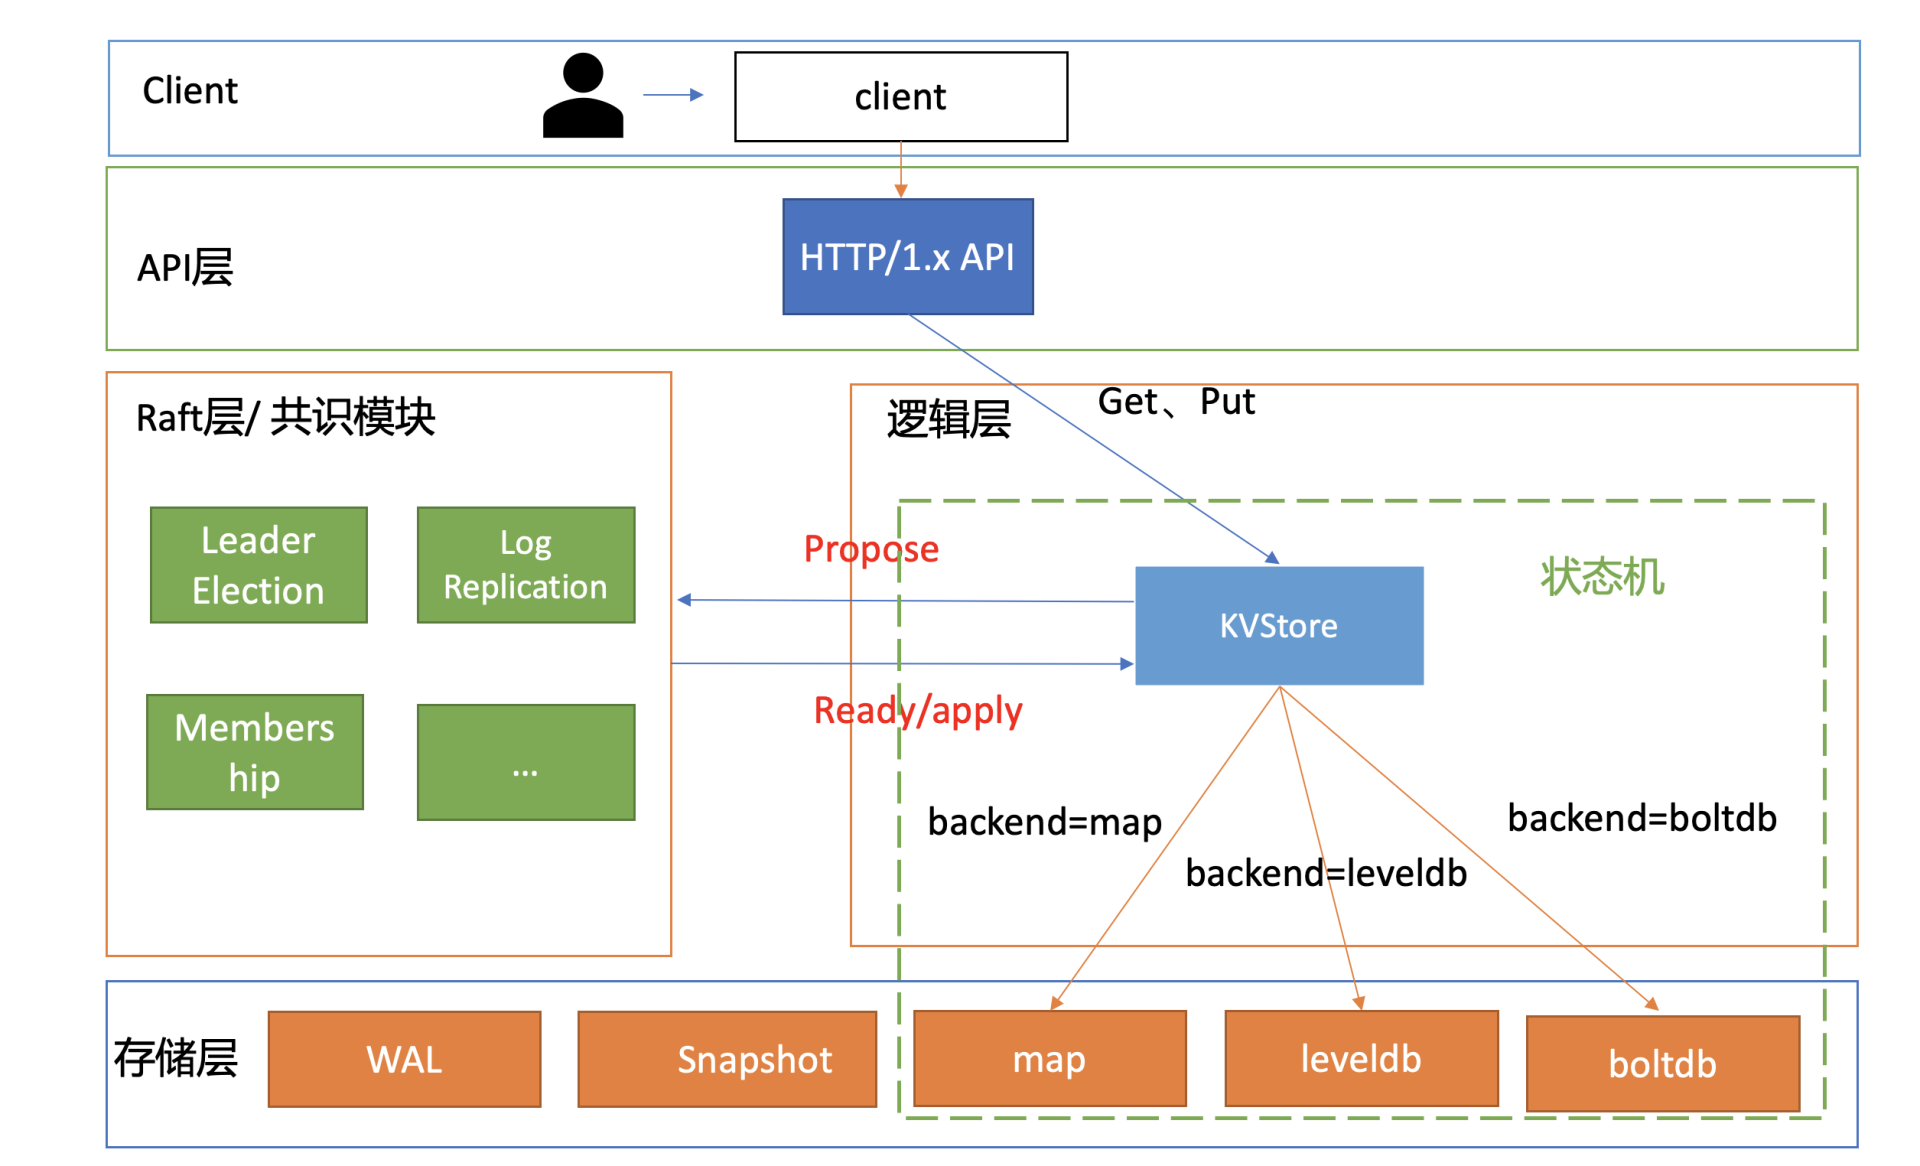 Client
client
API层
HTTP/1.x API
Raft层/ 共识模块
逻辑层
Get、Put
Leader
Election
Log
Replication
Propose
KVStore
状态机
Ready/apply
Members
hip
...
backend=map
backend=leveldb
backend=boltdb
存储层
WAL
Snapshot
map
leveldb
boltdb